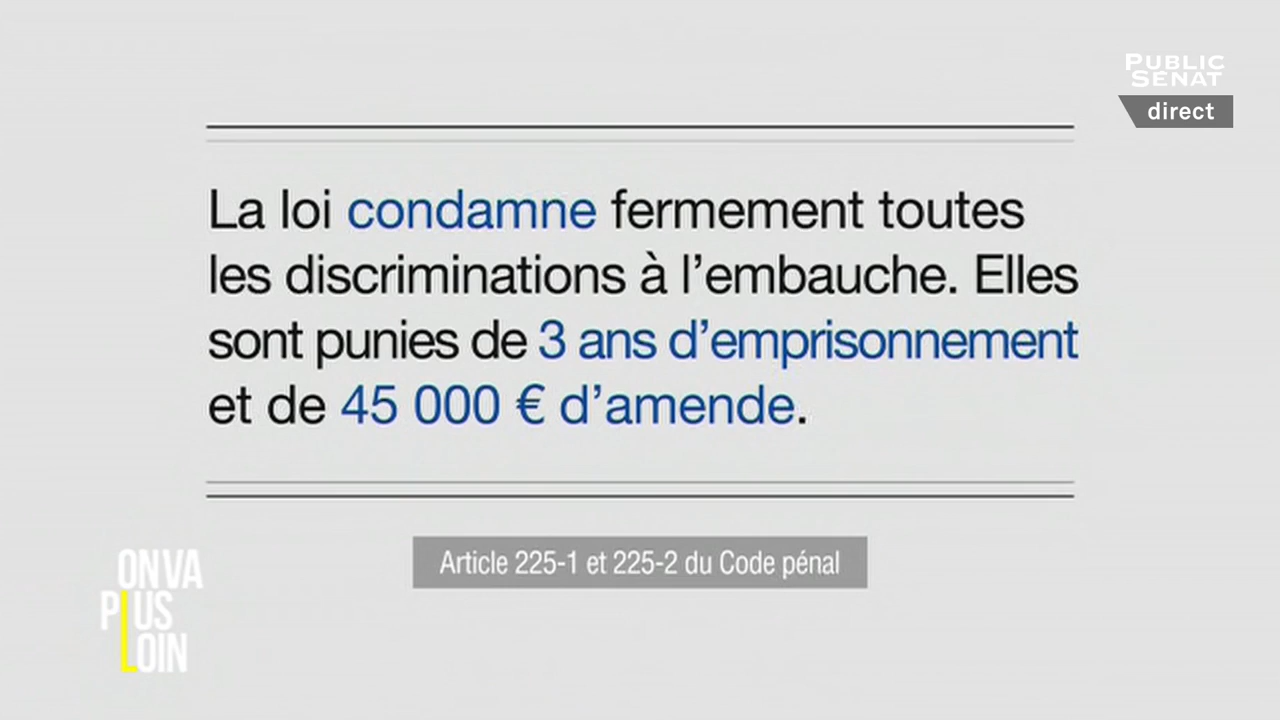 PUBLIC
SÉNAT
direct
La loi condamne fermement toutes
les discriminations à l’embauche. Elles
sont punies de 3 ans d’emprisonnement
et de 45 000 € d’amende.
Article 225-1 et 225-2 du Code pénal
ON VA
PLUS
LOIN